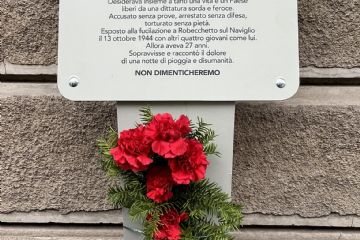 Desiderava insieme a tanti una vita e un Paese
liberi da una dittatura sorda e feroce.
Accusato senza prove, arrestato senza difesa,
torturato senza pietà.
Esposto alla fucilazione a Robecchetto sul Naviglio
il 13 ottobre 1944 con altri quattro giovani come lui.
Allora aveva 27 anni.
Sopravvisse e raccontò il dolore
di una notte di pioggia e disumanità.
NON DIMENTICHEREMO